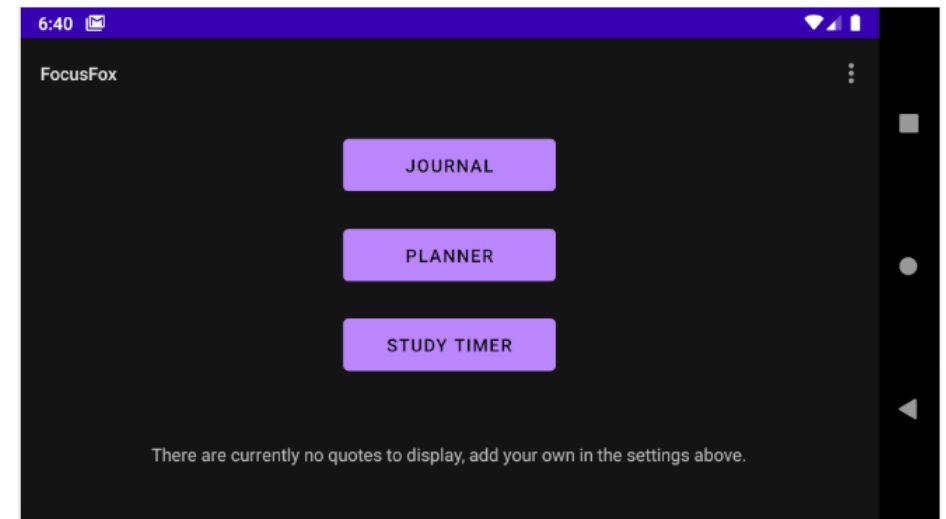 6:40
FocusFox
JOURNAL
PLANNER
STUDY TIMER
There are currently no quotes to display, add your own in the settings above.